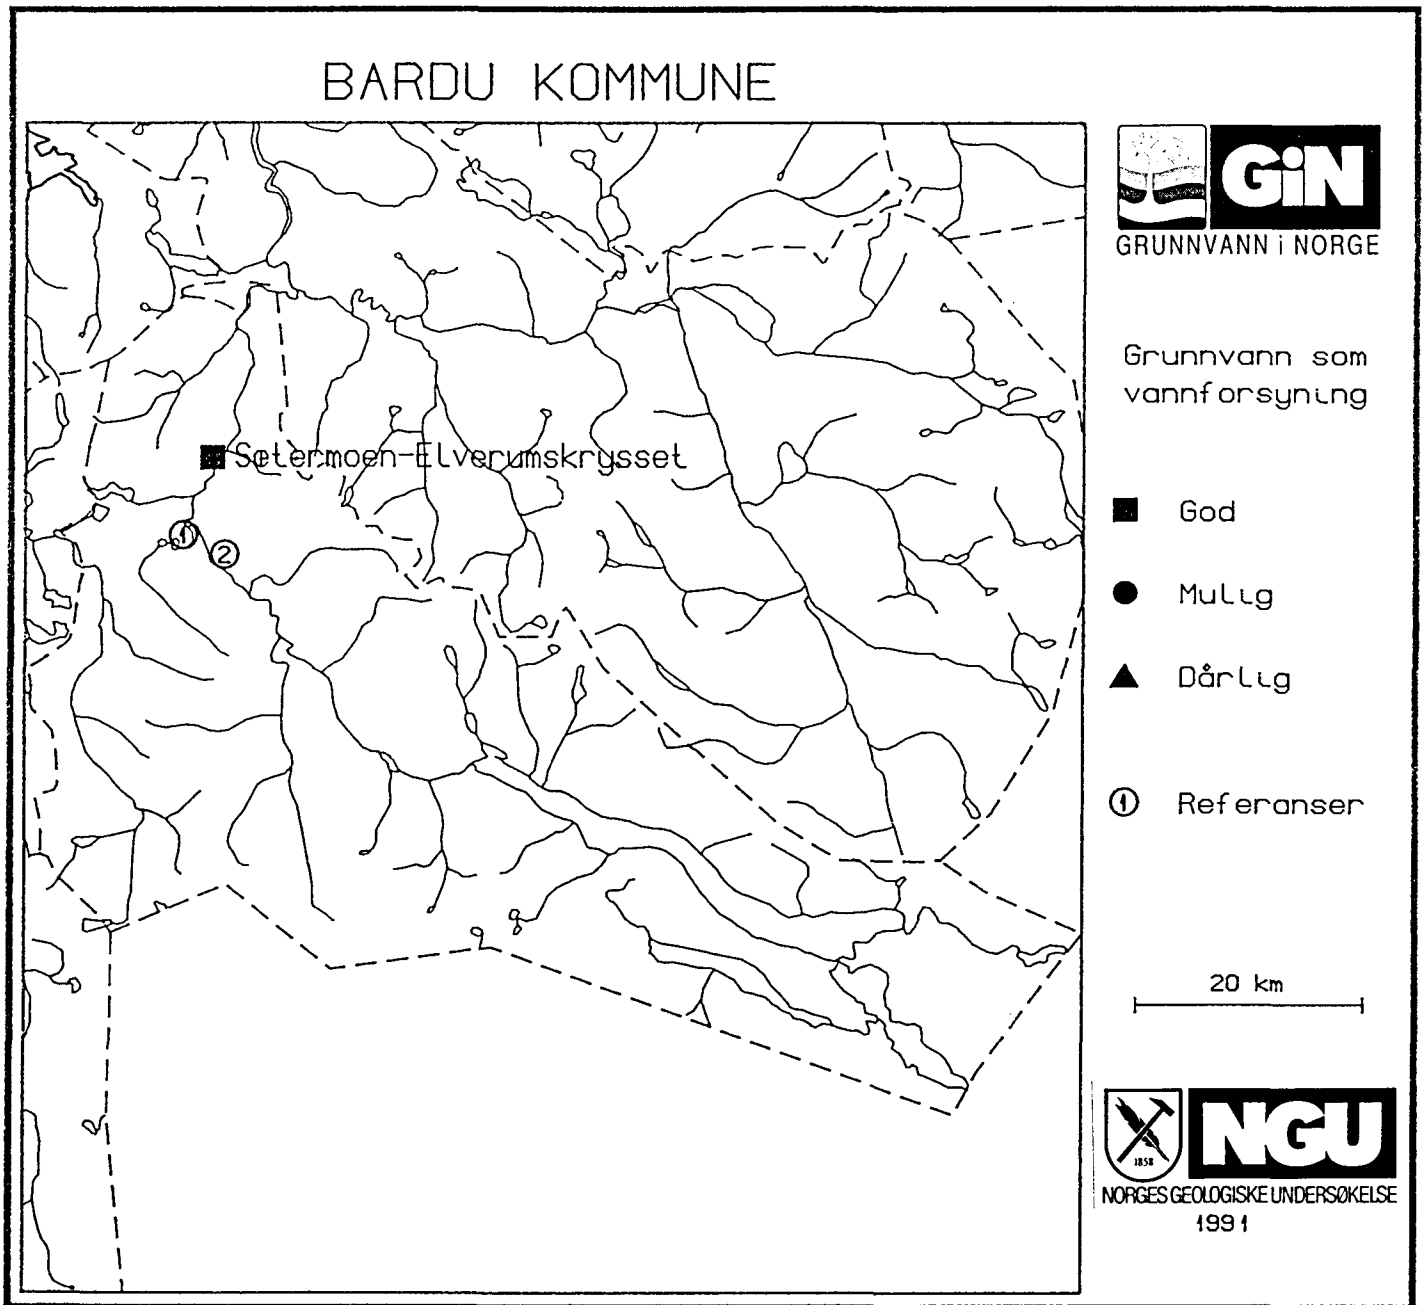 BARDU KOMMUNE
GiN
GRUNNVANN i NORGE
Grunnvann som
vannforsyning
Setermoen-Elverumskrysset
God
1
2
Mulig
Dårlig
1 Referanser
20 km
1858
NGU
NORGES GEOLOGISKE UNDERSØKELSE
1991